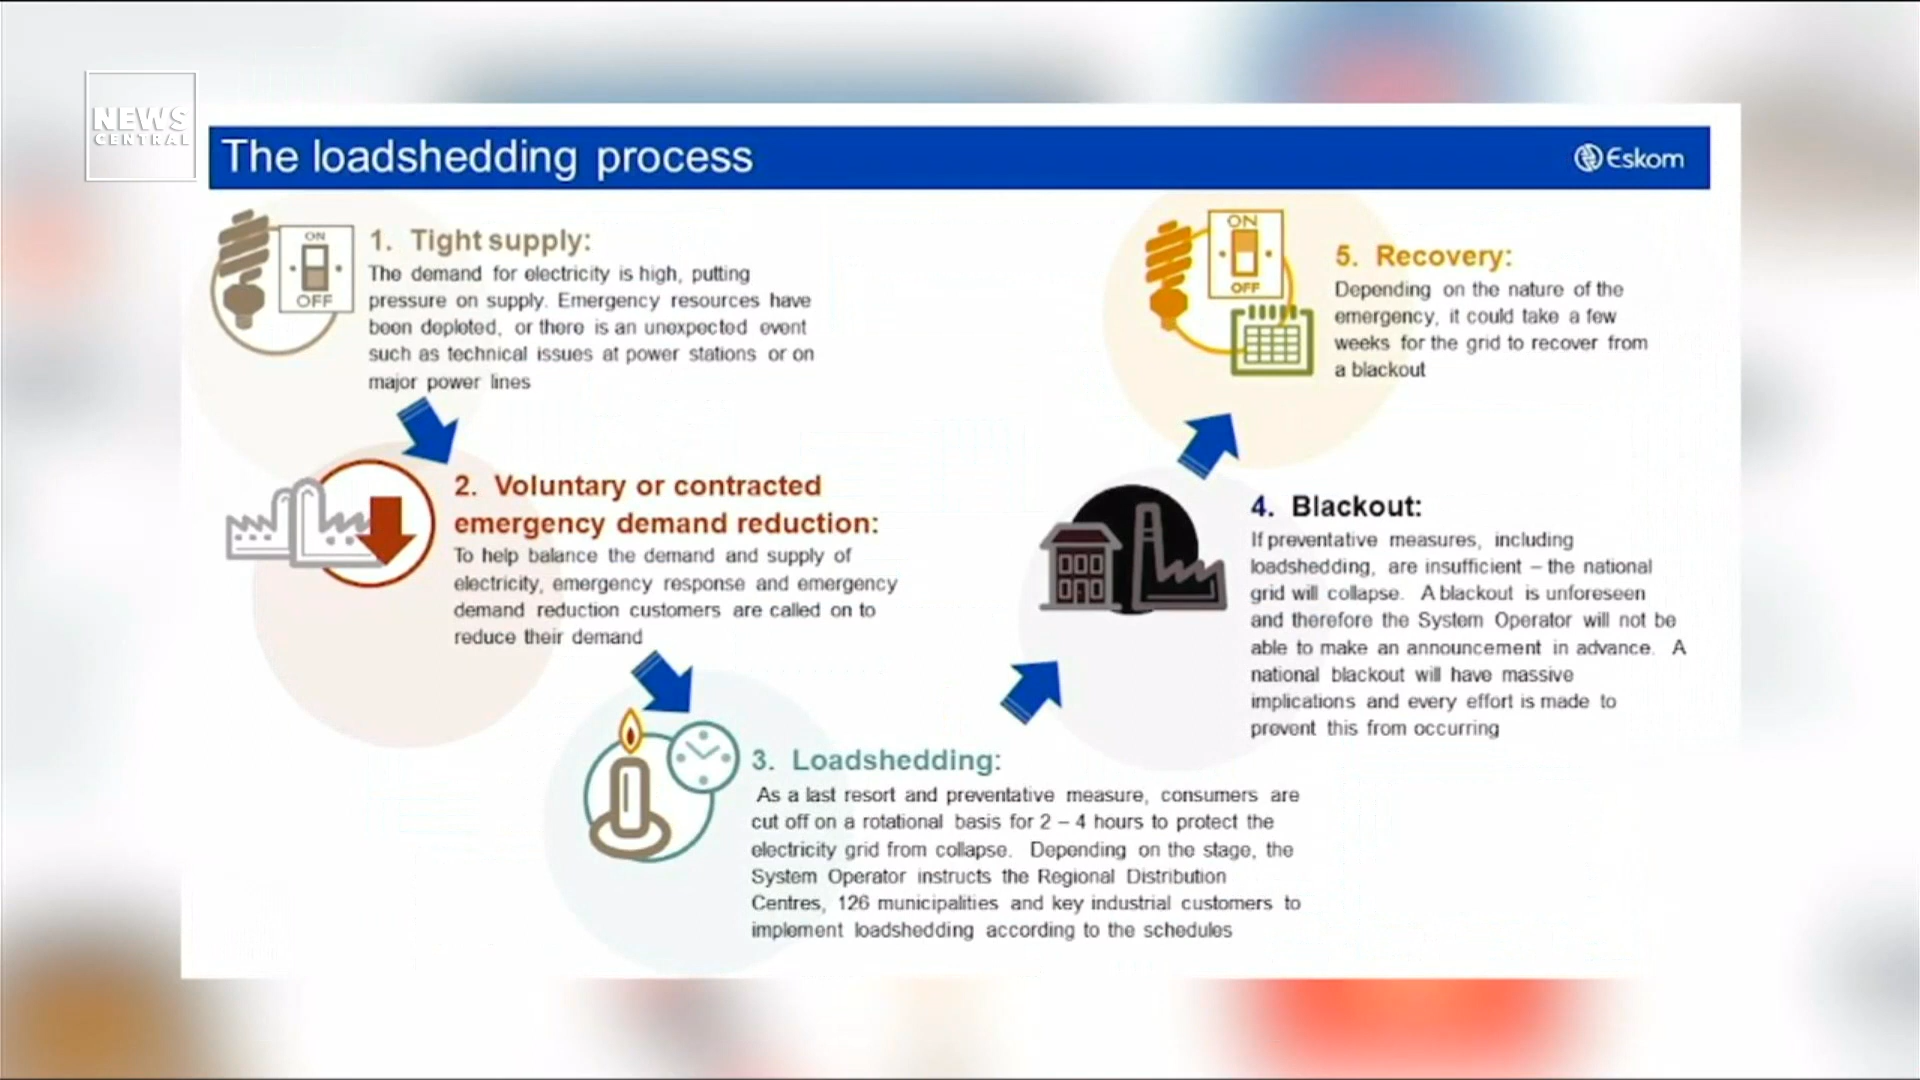 NEWS
CENTRAL
The loadshedding process
Eskom
ON
OFF
1. Tight supply:
The demand for electricity is high, putting
pressure on supply. Emergency resources have
been depleted, or there is an unexpected event
such as technical issues at power stations or on
major power lines
2. Voluntary or contracted
emergency demand reduction:
To help balance the demand and supply of
electricity, emergency response and emergency
demand reduction customers are called on to
reduce their demand
3. Loadshedding:
As a last resort and preventative measure, consumers are
cut off on a rotational basis for 2 – 4 hours to protect the
electricity grid from collapse. Depending on the stage, the
System Operator instructs the Regional Distribution
Centres, 126 municipalities and key industrial customers to
implement loadshedding according to the schedules
4. Blackout:
If preventative measures, including
loadshedding, are insufficient – the national
grid will collapse. A blackout is unforeseen
and therefore the System Operator will not be
able to make an announcement in advance. A
national blackout will have massive
implications and every effort is made to
prevent this from occurring
ON
OFF
5. Recovery:
Depending on the nature of the
emergency, it could take a few
weeks for the grid to recover from
a blackout